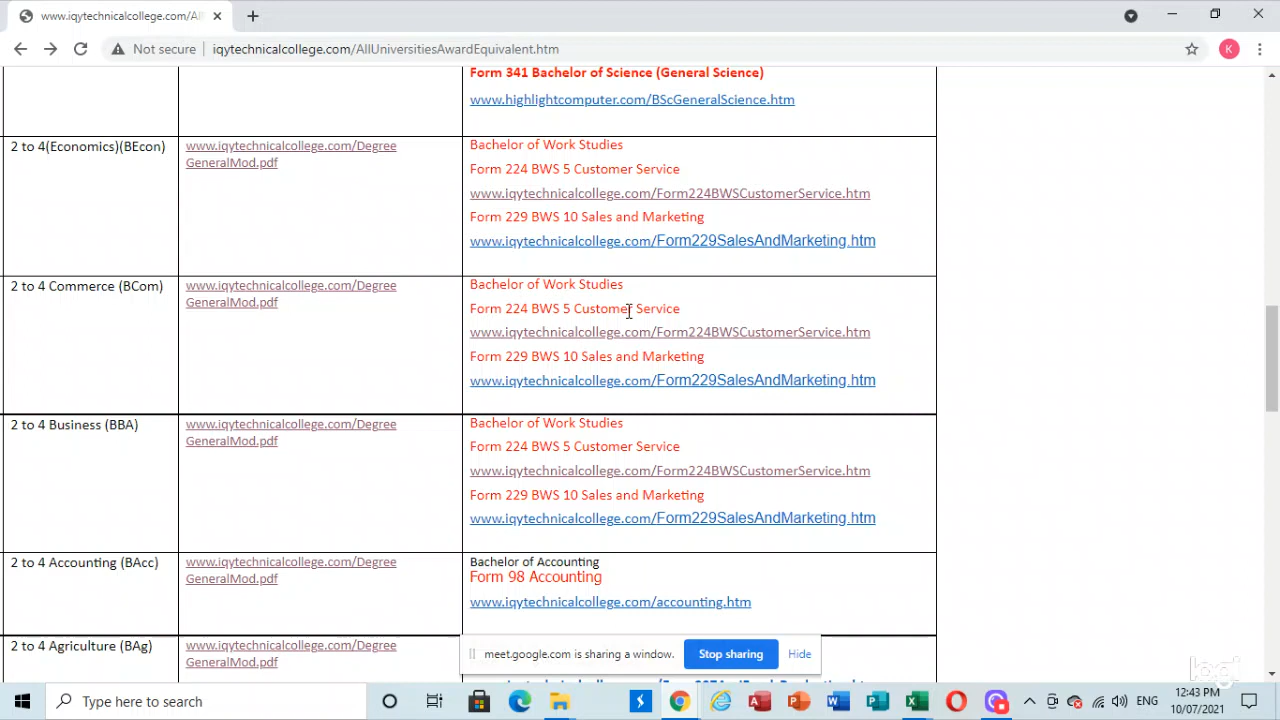 www.iqytechnicalcollege.com/Al
Not secure
iqytechnicalcollege.com/AllUniversitiesAwardEquivalent.htm
K
Form 341 Bachelor of Science (General Science)
www.highlightcomputer.com/BScGeneralScience.htm
2 to 4(Economics)(BEcon)
www.iqytechnicalcollege.com/Degree
GeneralMod.pdf
Bachelor of Work Studies
Form 224 BWS 5 Customer Service
www.iqytechnicalcollege.com/Form224BWSCustomerService.htm
Form 229 BWS 10 Sales and Marketing
www.iqytechnicalcollege.com/Form229SalesAndMarketing.htm
2 to 4 Commerce (BCom)
www.iqytechnicalcollege.com/Degree
GeneralMod.pdf
Bachelor of Work Studies
Form 224 BWS 5 Customer Service
www.iqytechnicalcollege.com/Form224BWSCustomerService.htm
Form 229 BWS 10 Sales and Marketing
www.iqytechnicalcollege.com/Form229SalesAndMarketing.htm
2 to 4 Business (BBA)
www.iqytechnicalcollege.com/Degree
GeneralMod.pdf
Bachelor of Work Studies
Form 224 BWS 5 Customer Service
www.iqytechnicalcollege.com/Form224BWSCustomerService.htm
Form 229 BWS 10 Sales and Marketing
www.iqytechnicalcollege.com/Form229SalesAndMarketing.htm
2 to 4 Accounting (BAcc)
www.iqytechnicalcollege.com/Degree
GeneralMod.pdf
Bachelor of Accounting
Form 98 Accounting
www.iqytechnicalcollege.com/accounting.htm
2 to 4 Agriculture (BAg)
www.iqytechnicalcollege.com/Degree
GeneralMod.pdf
meet.google.com is sharing a window.
Stop sharing
Hide
Type here to search
ENG
12:43 PM
10/07/2021